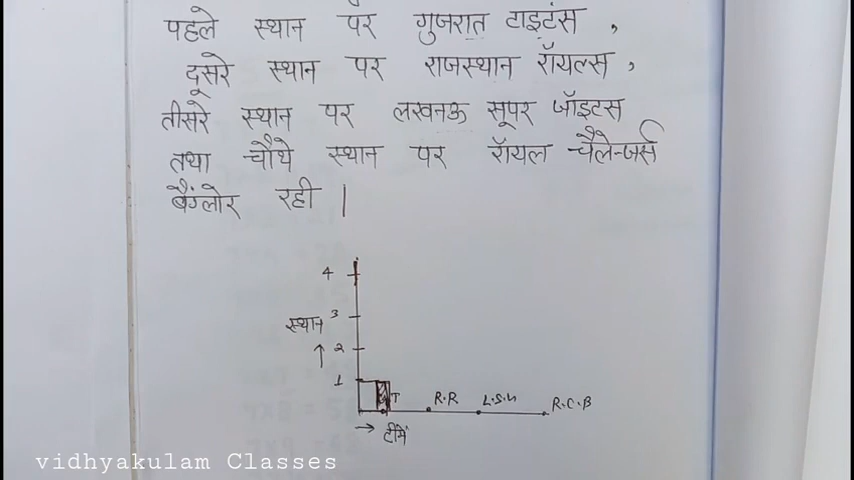 पहले स्थान पर गुजरात टाइटंस ,
दूसरे स्थान पर राजस्थान रॉयल्स ,
तीसरे स्थान पर लखनऊ सूपर जॉइटस
तथा चौथे स्थान पर रॉयल चैलेन्जर्स
बैंग्लोर रही |
4
स्थान 3
2
1
T R.R L.S.G R.C.B
टीमें
vidhyakulam Classes